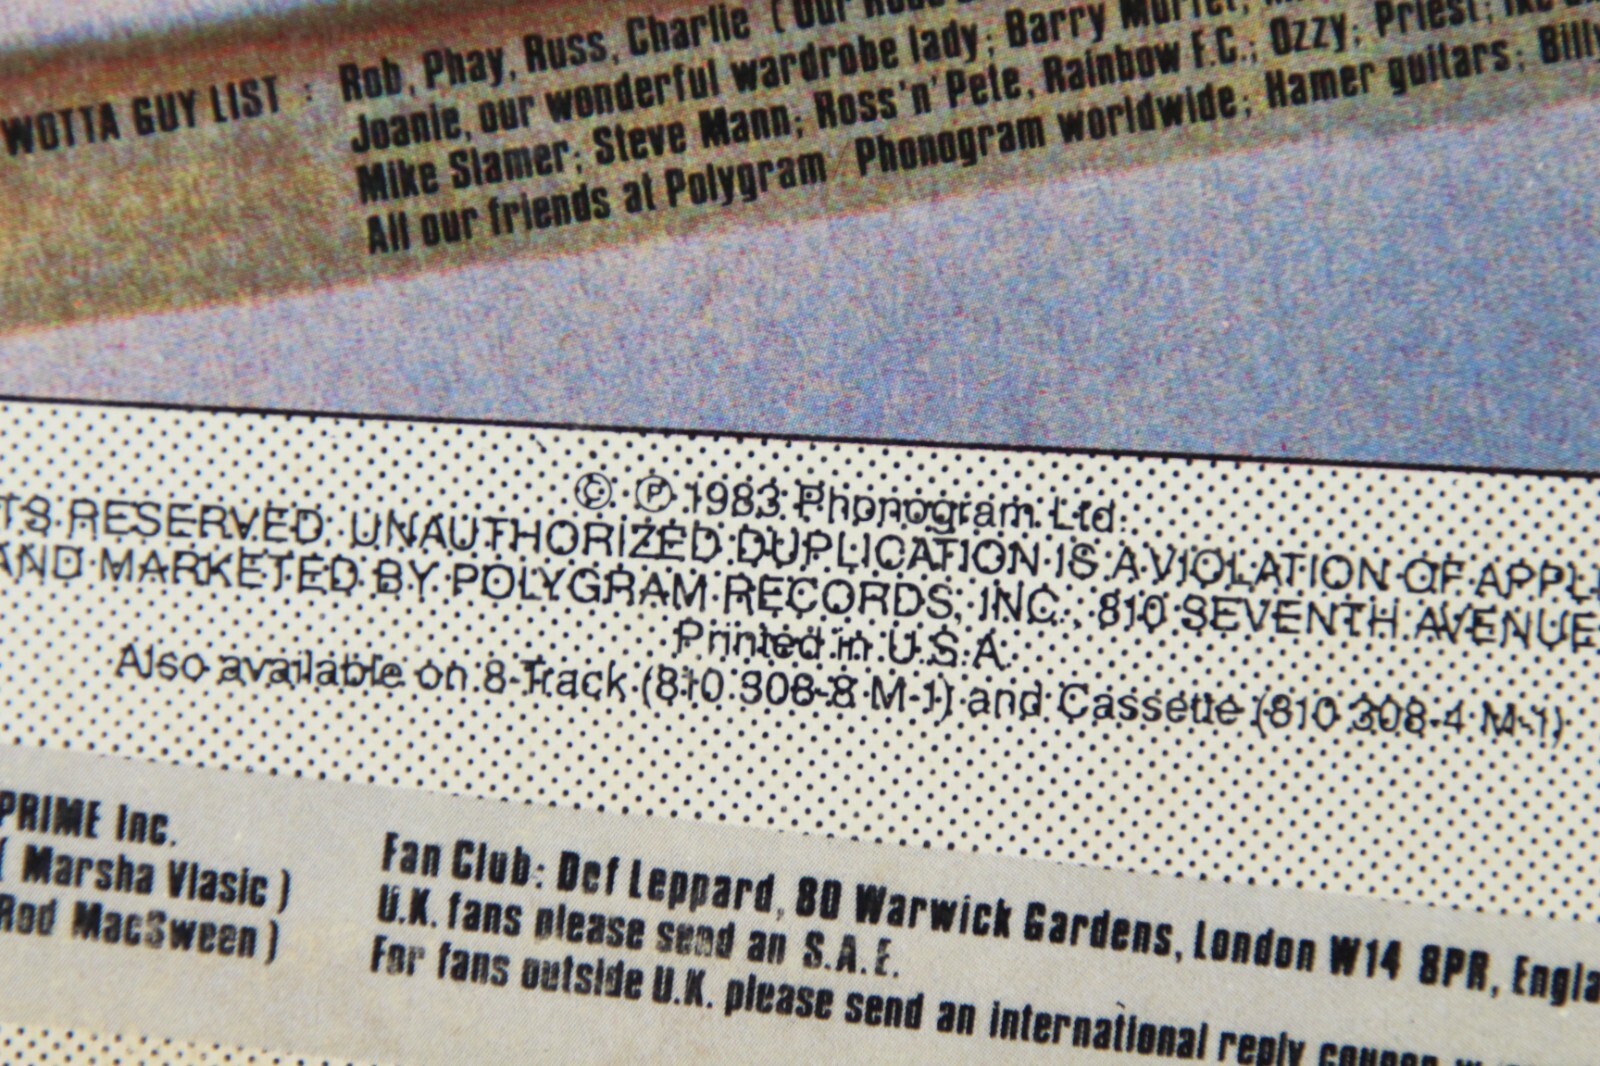 WOTTA GUY LIST : Rob, Phay, Russ, Charlie ( Our
Joanie, our wonderful wardrobe lady; Barry
Mike Slamer; Steve Mann; Ross 'n' Pete, Rainbow F.C.; Ozzy; Priest;
All our friends at Polygram / Phonogram worldwide; Hamer guitars; Billy
© ℗ 1983 Phonogram Ltd.
TS RESERVED. UNAUTHORIZED DUPLICATION IS A VIOLATION OF APPLI
AND MARKETED BY POLYGRAM RECORDS, INC., 810 SEVENTH AVENUE
Printed in U.S.A.
Also available on 8-Track (810 308-8 M-1) and Cassette (810 308-4 M-1)
PRIME Inc.
( Marsha Vlasic )
Rod MacSween )
Fan Club: Def Leppard, 80 Warwick Gardens, London W14 8PR, Engla
U.K. fans please send an S.A.E.
For fans outside U.K. please send an international reply coupon